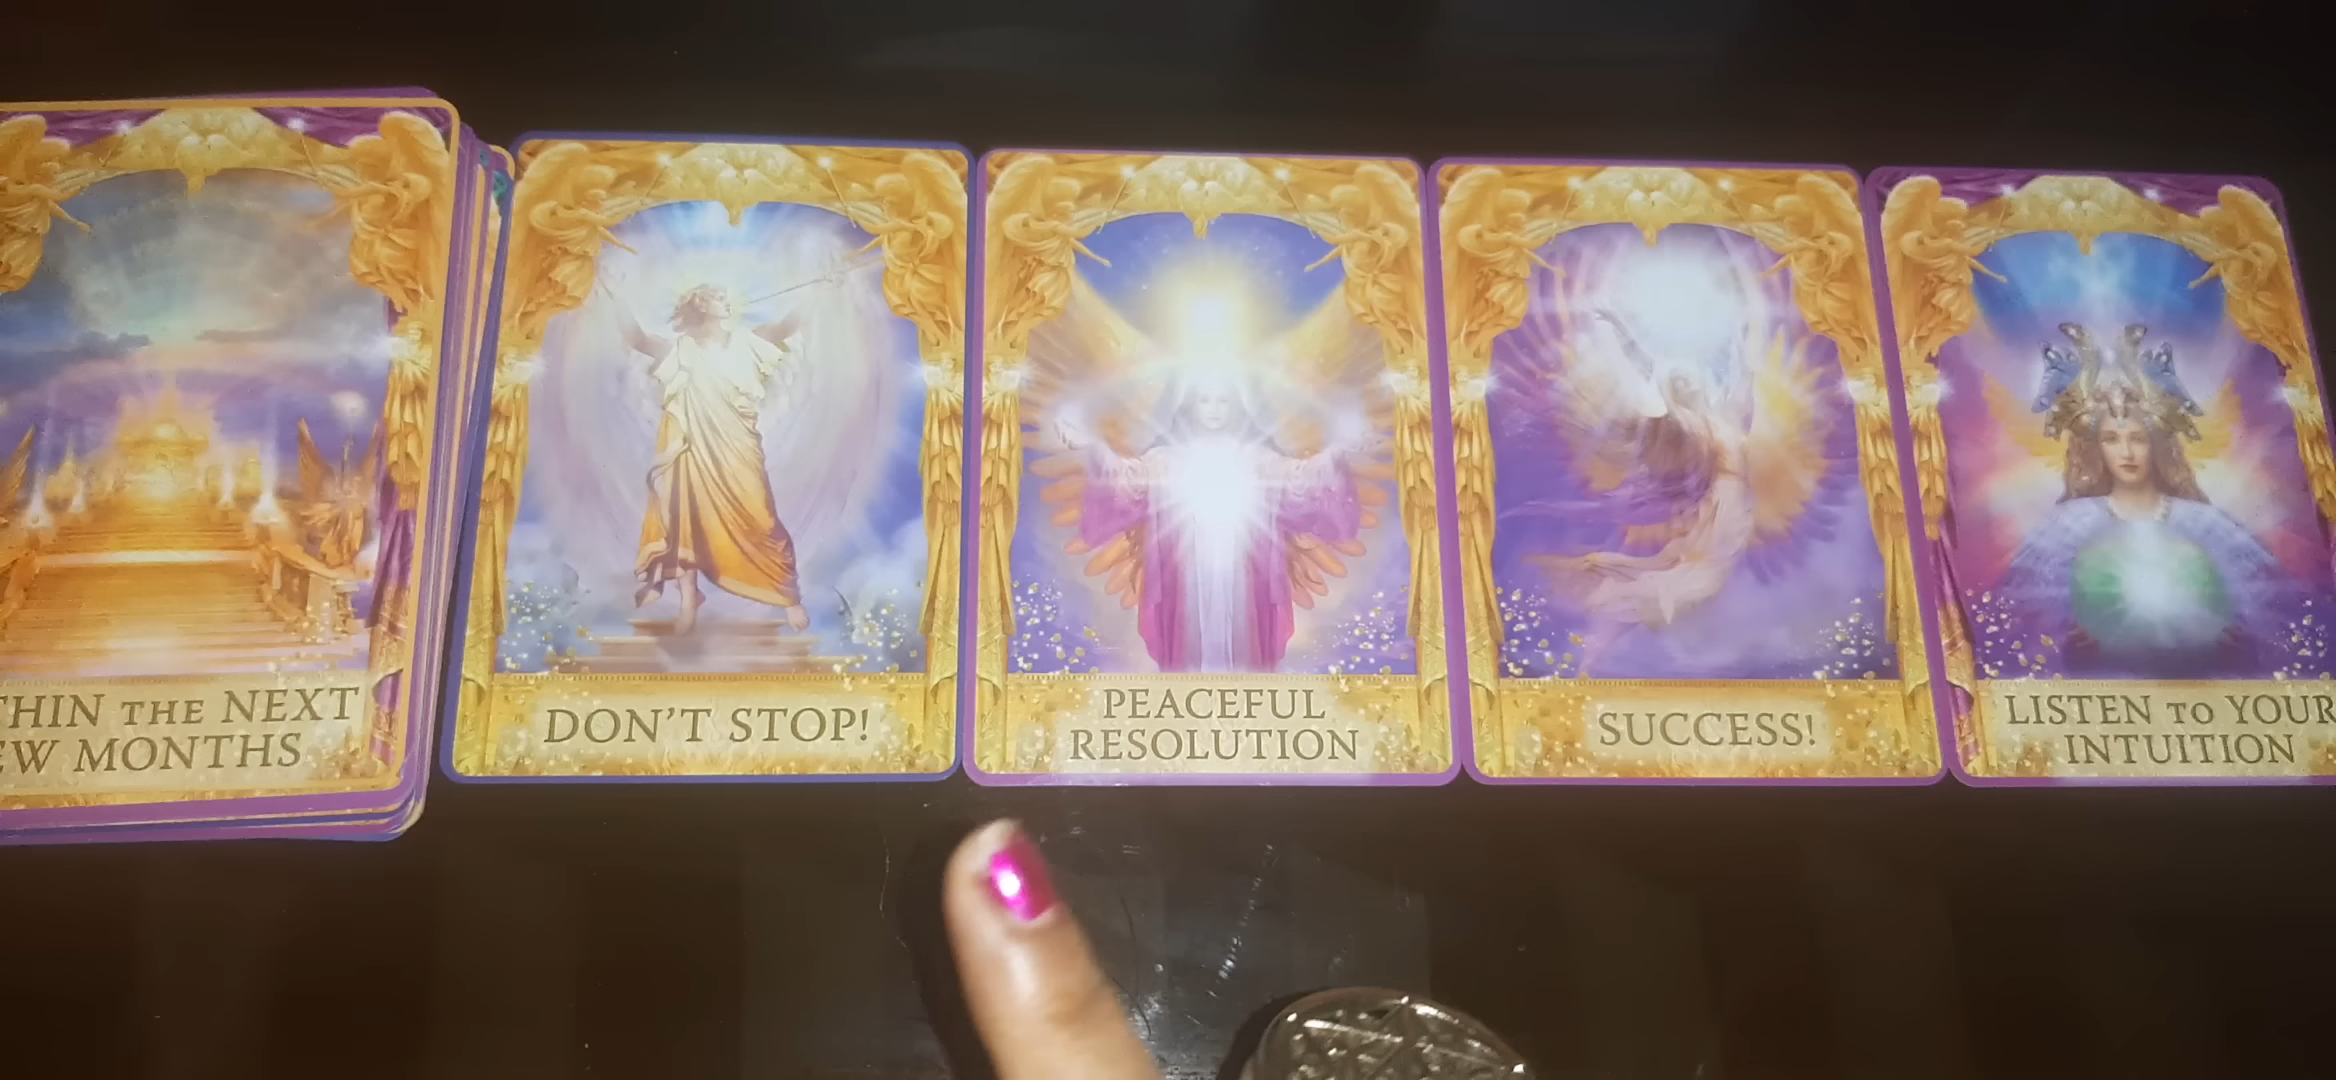 THIN THE NEXT
EW MONTHS
DON'T STOP!
PEACEFUL
RESOLUTION
SUCCESS!
LISTEN TO YOUR
INTUITION